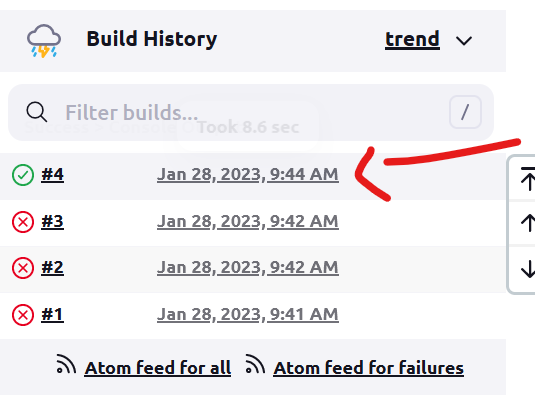 Build History trend
Filter builds... /
Took 8.6 sec
#4 Jan 28, 2023, 9:44 AM
#3 Jan 28, 2023, 9:42 AM
#2 Jan 28, 2023, 9:42 AM
#1 Jan 28, 2023, 9:41 AM
Atom feed for all Atom feed for failures